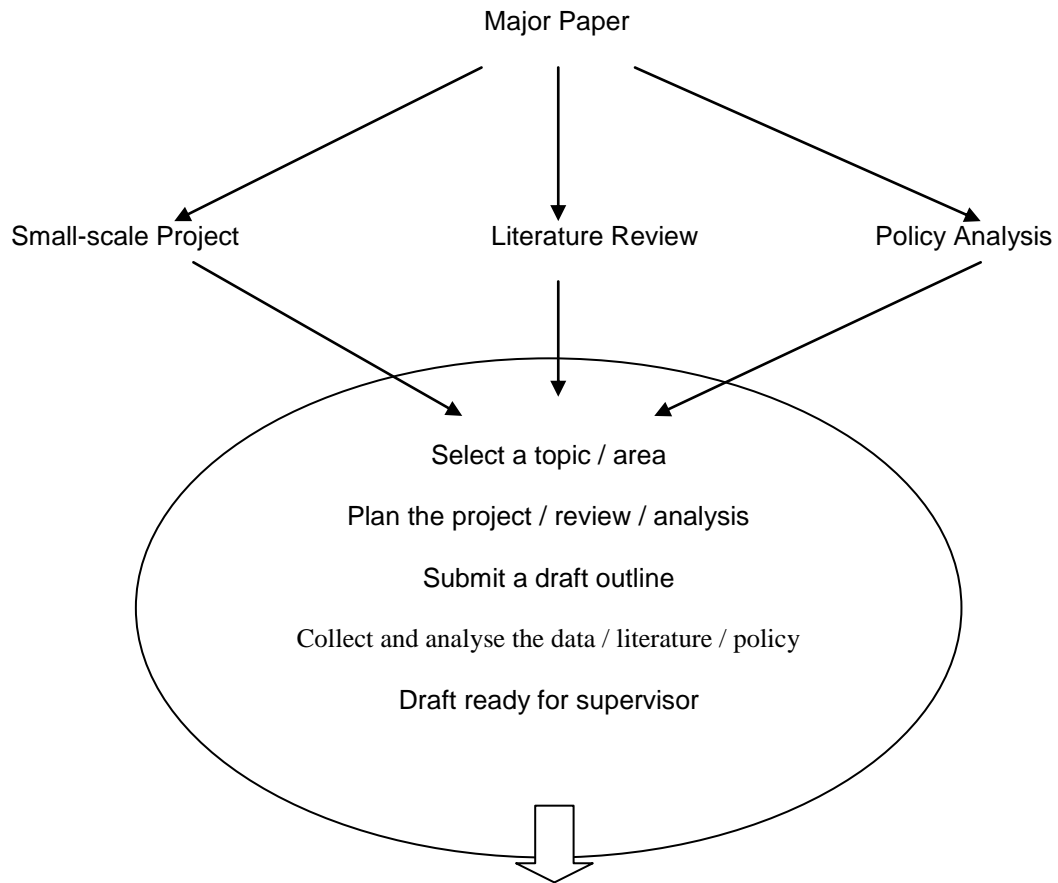 Major Paper
Small-scale Project
Literature Review
Policy Analysis
Select a topic / area
Plan the project / review / analysis
Submit a draft outline
Collect and analyse the data / literature / policy
Draft ready for supervisor